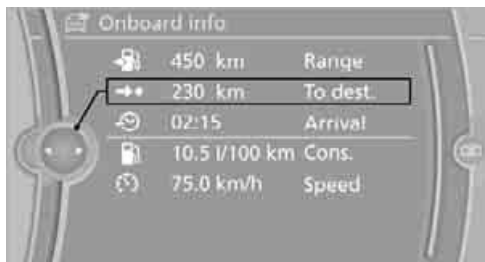 Onboard info
450 km Range
230 km To dest.
02:15 Arrival
10.5 l/100 km Cons.
75.0 km/h Speed